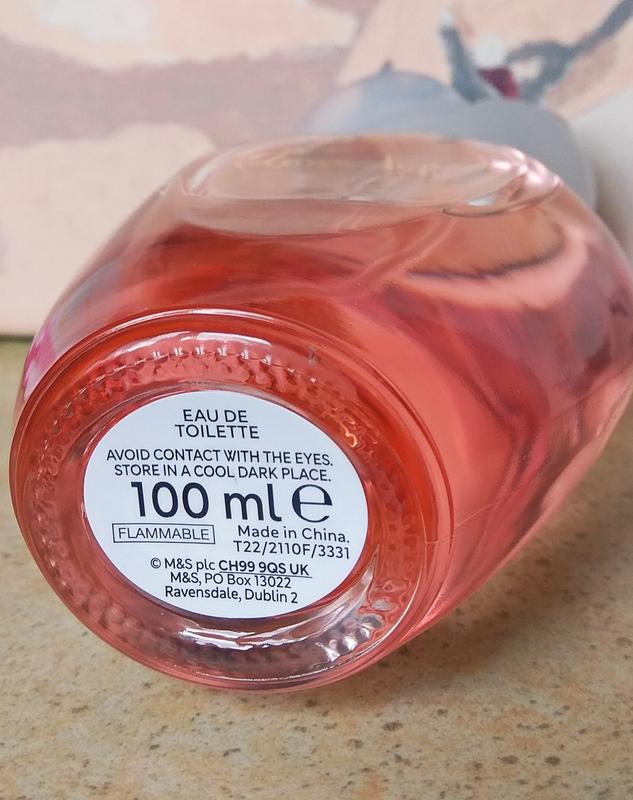 EAU DE
TOILETTE
AVOID CONTACT WITH THE EYES.
STORE IN A COOL DARK PLACE.
100 ml ℮
FLAMMABLE Made in China.
T22/2110F/3331
© M&S plc CH99 9QS UK
M&S, PO Box 13022
Ravensdale, Dublin 2